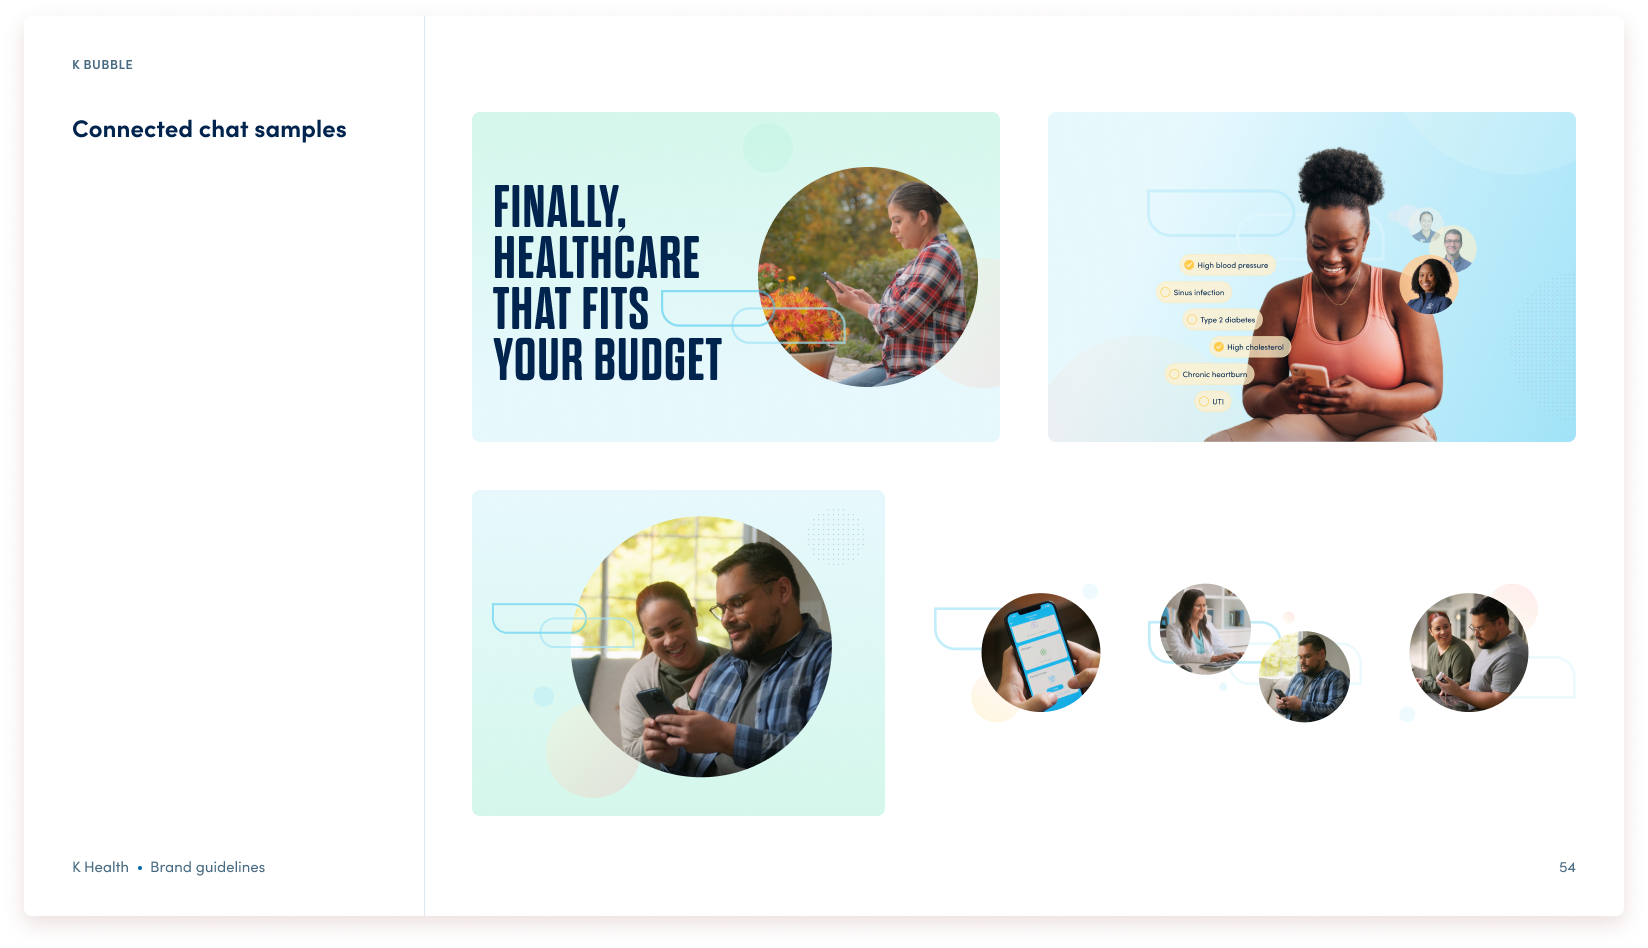 K BUBBLE
Connected chat samples
FINALLY,
HEALTHCARE
THAT FITS
YOUR BUDGET
High blood pressure
Sinus infection
Type 2 diabetes
High cholesterol
Chronic heartburn
UTI
K Health • Brand guidelines
54